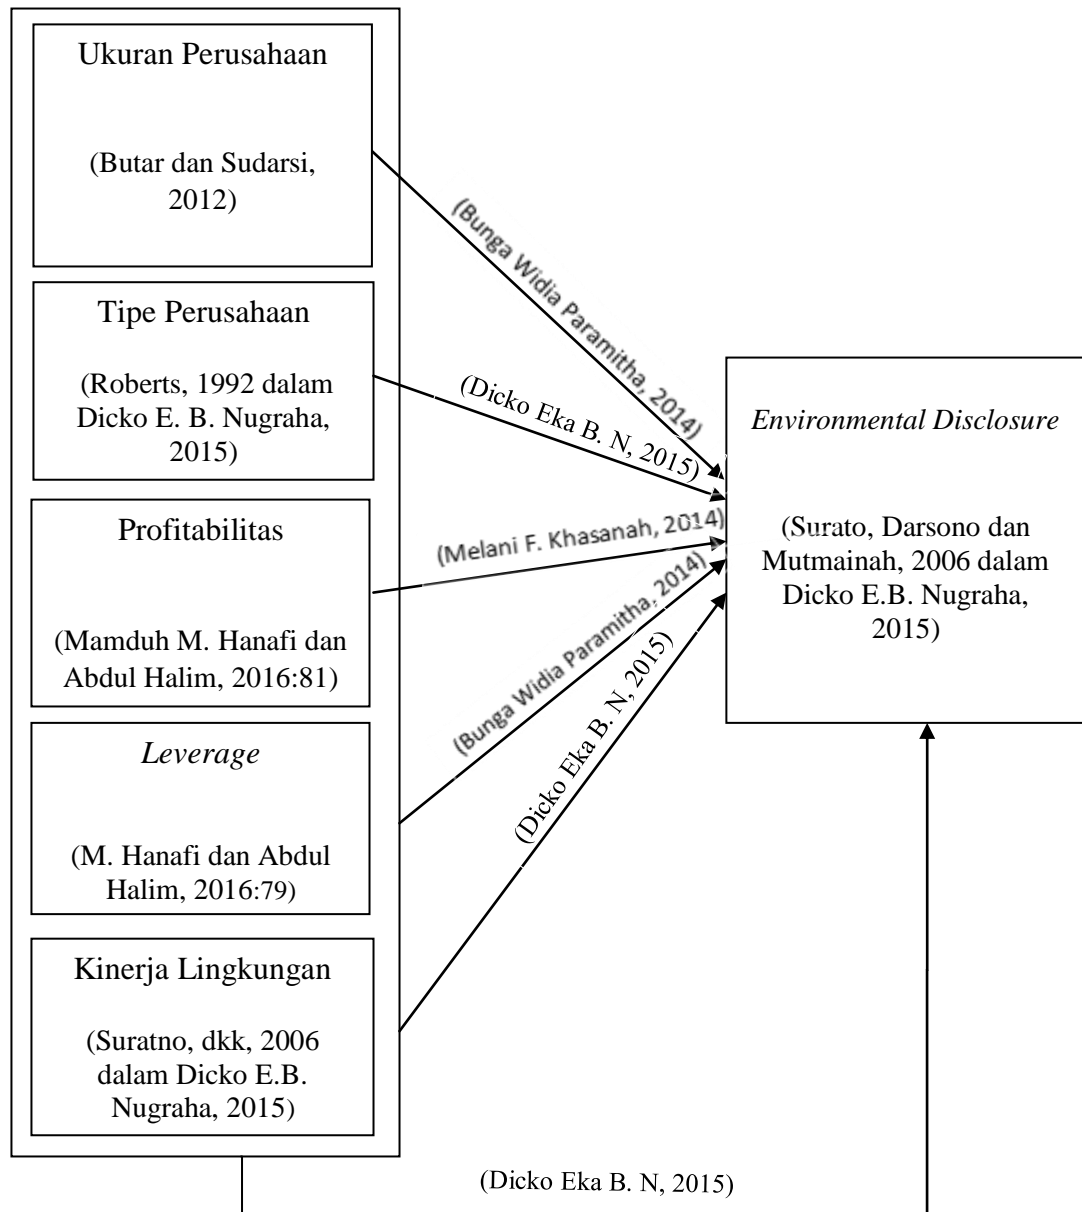 Ukuran Perusahaan
(Butar dan Sudarsi,
2012)
Tipe Perusahaan
(Roberts, 1992 dalam
Dicko E. B. Nugraha,
2015)
Profitabilitas
(Mamduh M. Hanafi dan
Abdul Halim, 2016:81)
Leverage
(M. Hanafi dan Abdul
Halim, 2016:79)
Kinerja Lingkungan
(Suratno, dkk, 2006
dalam Dicko E.B.
Nugraha, 2015)
(Bunga Widia Paramitha, 2014)
(Dicko Eka B. N, 2015)
(Melani F. Khasanah, 2014)
(Bunga Widia Paramitha, 2014)
(Dicko Eka B. N, 2015)
Environmental Disclosure
(Surato, Darsono dan
Mutmainah, 2006 dalam
Dicko E.B. Nugraha,
2015)
(Dicko Eka B. N, 2015)